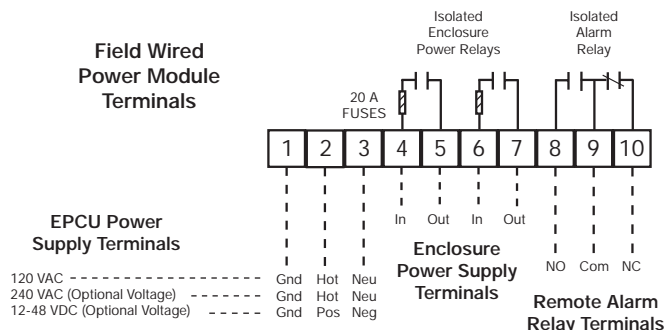 Field Wired
Power Module
Terminals
Isolated
Enclosure
Power Relays
Isolated
Alarm
Relay
20 A
FUSES
1 2 3 4 5 6 7 8 9 10
In Out In Out
EPCU Power
Supply Terminals
Enclosure
Power Supply
Terminals
NO Com NC
120 VAC Gnd Hot Neu
240 VAC (Optional Voltage) Gnd Hot Neu
12-48 VDC (Optional Voltage) Gnd Pos Neg
Remote Alarm
Relay Terminals